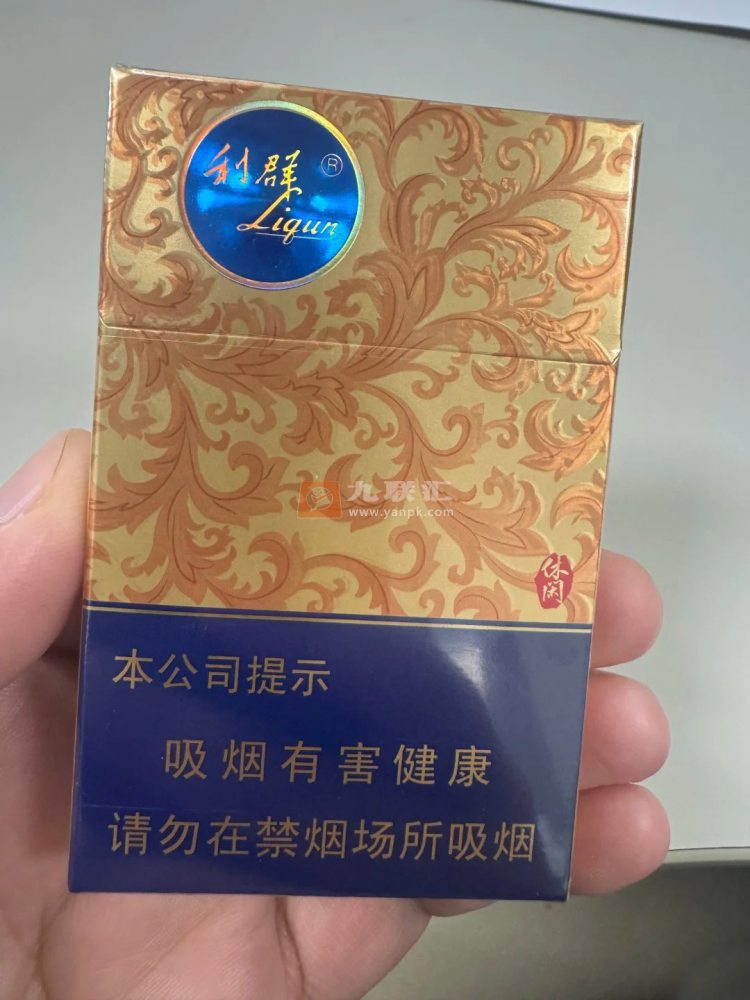 利群®
Liqun
九联汇
www.yanpk.com
休闲
本公司提示
吸烟有害健康
请勿在禁烟场所吸烟